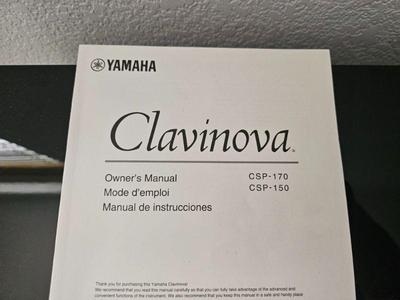 YAMAHA
Clavinova
Owner's Manual
Mode d'emploi
Manual de instrucciones
CSP-170
CSP-150
Thank you for purchasing this Yamaha Clavinova!
We recommend that you read this manual carefully so that you can fully take advantage of the advanced and
convenient functions of the instrument. We also recommend that you keep this manual in a safe and handy place